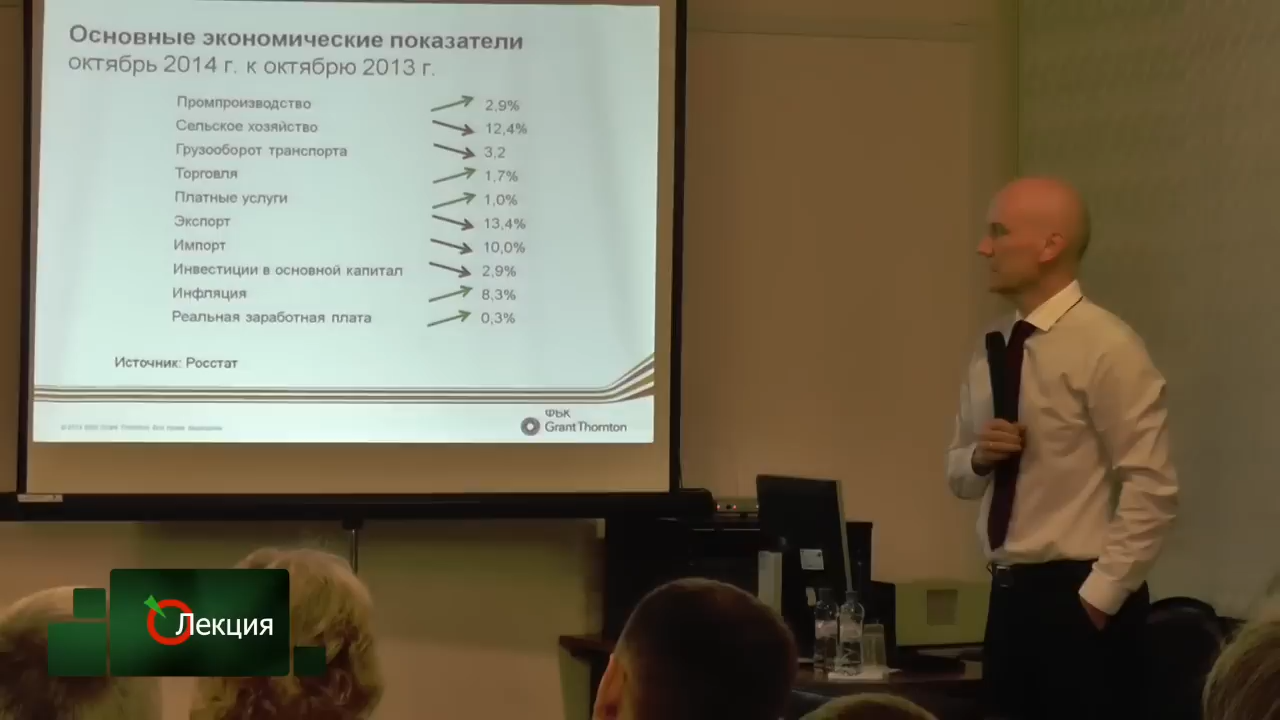 Основные экономические показатели
октябрь 2014 г. к октябрю 2013 г.
Промпроизводство 2,9%
Сельское хозяйство 12,4%
Грузооборот транспорта 3,2
Торговля 1,7%
Платные услуги 1,0%
Экспорт 13,4%
Импорт 10,0%
Инвестиции в основной капитал 2,9%
Инфляция 8,3%
Реальная заработная плата 0,3%
Источник: Росстат
ФБК
Grant Thornton
Лекция